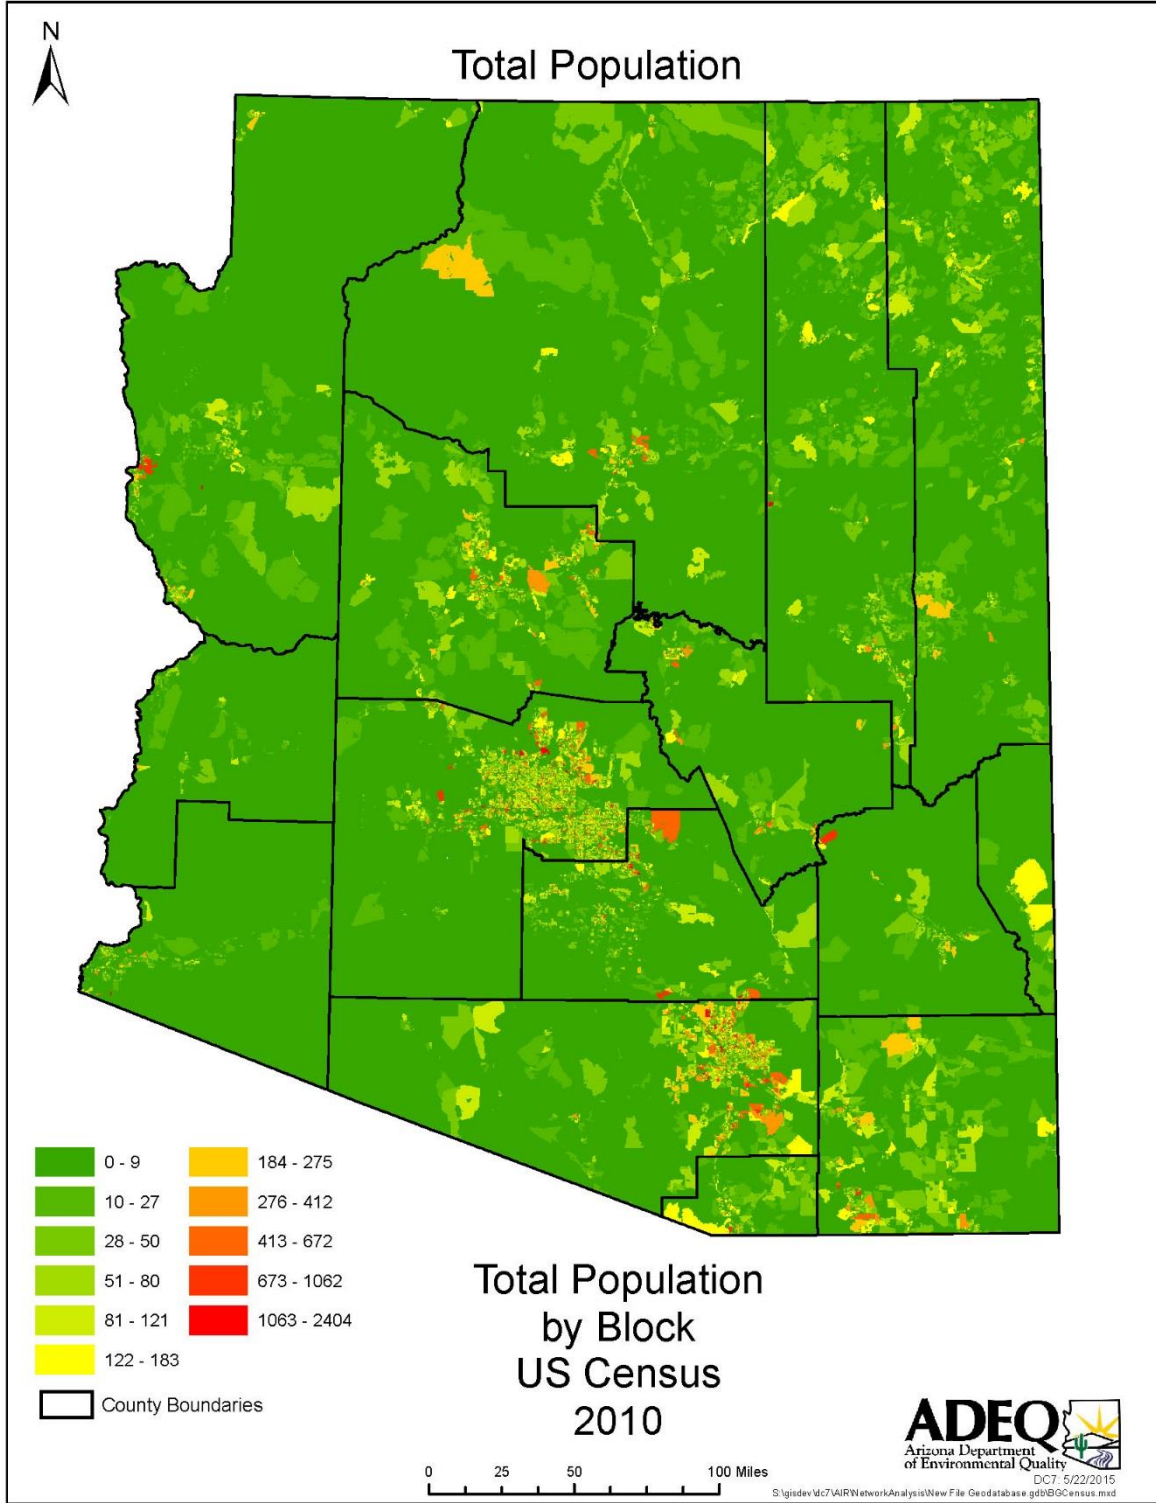 N
Total Population
0 - 9
10 - 27
28 - 50
51 - 80
81 - 121
122 - 183
184 - 275
276 - 412
413 - 672
673 - 1062
1063 - 2404
County Boundaries
Total Population
by Block
US Census
2010
0 25 50 100 Miles
ADEQ
Arizona Department
of Environmental Quality
DC7: 5/22/2015
S:\gisdev\dc7\AIR\NetworkAnalysis\New File Geodatabase.gdb\BGCensus.mxd